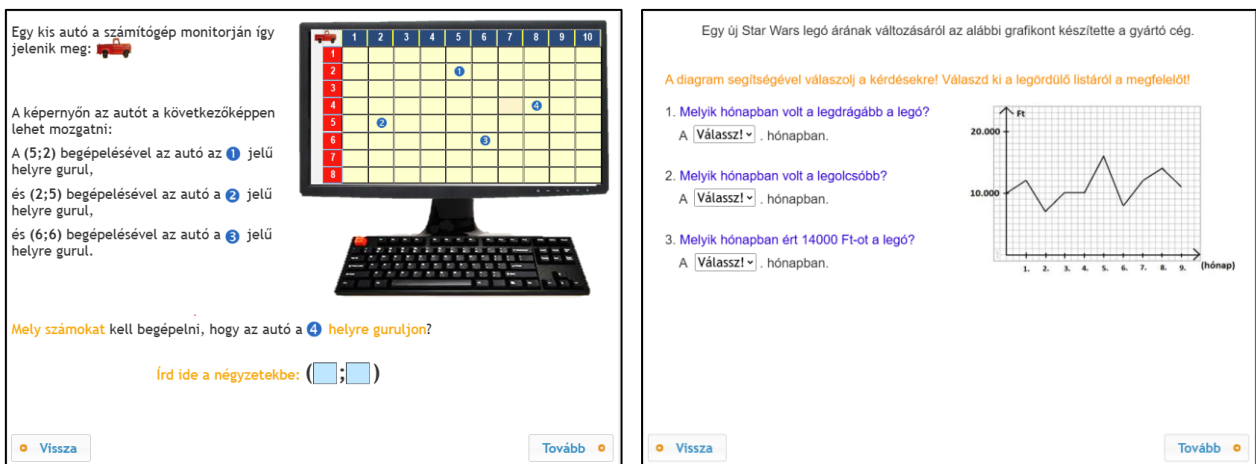 Egy kis autó a számítógép monitorján így
jelenik meg:
A képernyőn az autót a következőképpen
lehet mozgatni:
A (5;2) begépelésével az autó az 1 jelű
helyre gurul,
és (2;5) begépelésével az autó a 2 jelű
helyre gurul,
és (6;6) begépelésével az autó a 3 jelű
helyre gurul.
1 2 3 4 5 6 7 8 9 10
1
2 1
3
4 4
5 2
6 3
7
8
Mely számokat kell begépelni, hogy az autó a 4 helyre guruljon?
Írd ide a négyzetekbe: ( ; )
Vissza
Tovább
Egy új Star Wars legó árának változásáról az alábbi grafikont készítette a gyártó cég.
A diagram segítségével válaszolj a kérdésekre! Válaszd ki a legördülő listáról a megfelelőt!
1. Melyik hónapban volt a legdrágább a legó?
A Válassz! . hónapban.
2. Melyik hónapban volt a legolcsóbb?
A Válassz! . hónapban.
3. Melyik hónapban ért 14000 Ft-ot a legó?
A Válassz! . hónapban.
Ft
20.000
10.000
1. 2. 3. 4. 5. 6. 7. 8. 9. (hónap)
Vissza
Tovább